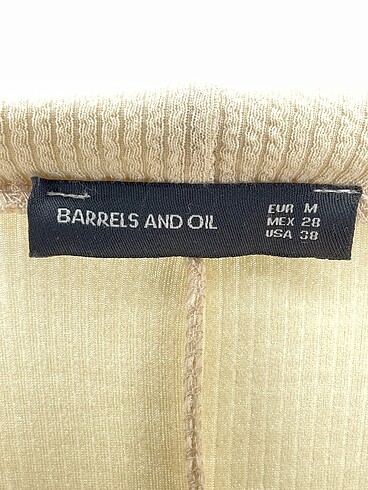 BARRELS AND OIL
EUR M
MEX 28
USA 38